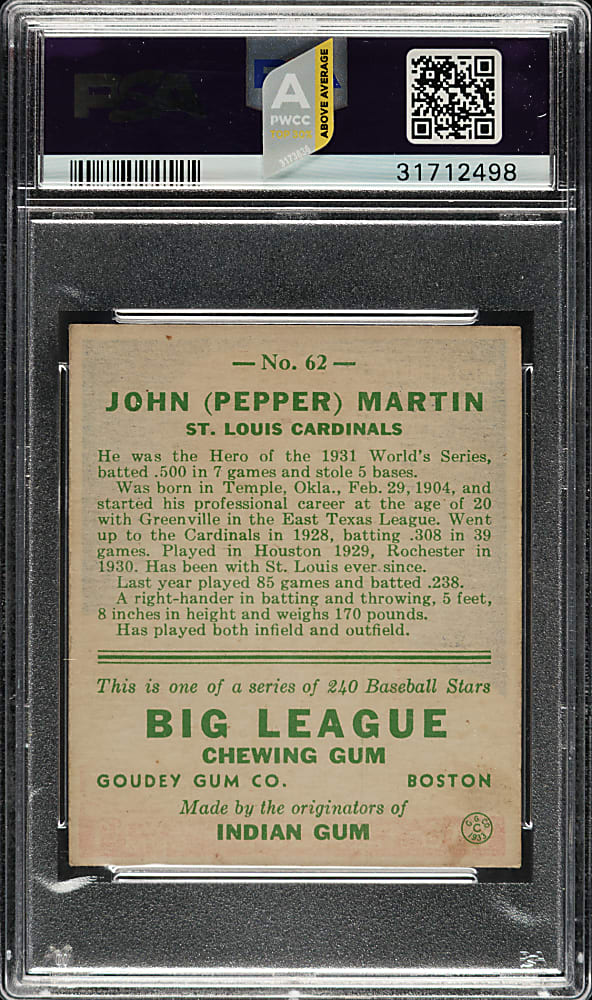 PSA
A
PWCC
TOP 30%
ABOVE AVERAGE
3173830
31712498
— No. 62 —
JOHN (PEPPER) MARTIN
ST. LOUIS CARDINALS
He was the Hero of the 1931 World's Series,
batted .500 in 7 games and stole 5 bases.
Was born in Temple, Okla., Feb. 29, 1904, and
started his professional career at the age of 20
with Greenville in the East Texas League. Went
up to the Cardinals in 1928, batting .308 in 39
games. Played in Houston 1929, Rochester in
1930. Has been with St. Louis ever since.
Last year played 85 games and batted .238.
A right-hander in batting and throwing, 5 feet,
8 inches in height and weighs 170 pounds.
Has played both infield and outfield.
This is one of a series of 240 Baseball Stars
BIG LEAGUE
CHEWING GUM
GOUDEY GUM CO. BOSTON
Made by the originators of
INDIAN GUM
G. G. CO.
C
1933